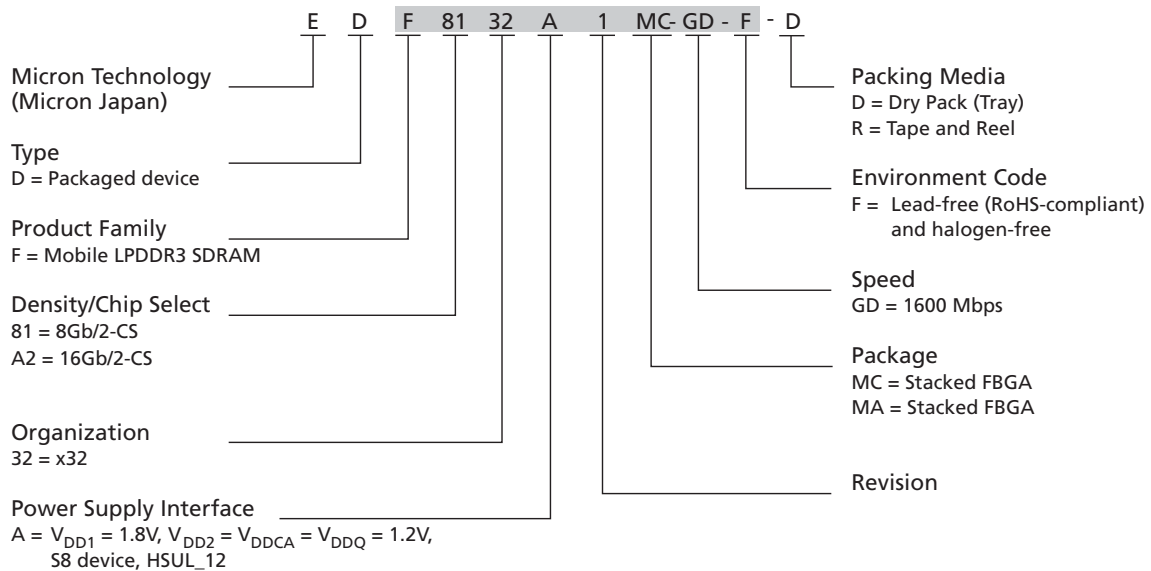 E D F 81 32 A 1 MC- GD - F - D
Micron Technology
(Micron Japan)
Type
D = Packaged device
Product Family
F = Mobile LPDDR3 SDRAM
Density/Chip Select
81 = 8Gb/2-CS
A2 = 16Gb/2-CS
Organization
32 = x32
Power Supply Interface
A = VDD1 = 1.8V, VDD2 = VDDCA = VDDQ = 1.2V,
S8 device, HSUL_12
Packing Media
D = Dry Pack (Tray)
R = Tape and Reel
Environment Code
F = Lead-free (RoHS-compliant)
and halogen-free
Speed
GD = 1600 Mbps
Package
MC = Stacked FBGA
MA = Stacked FBGA
Revision